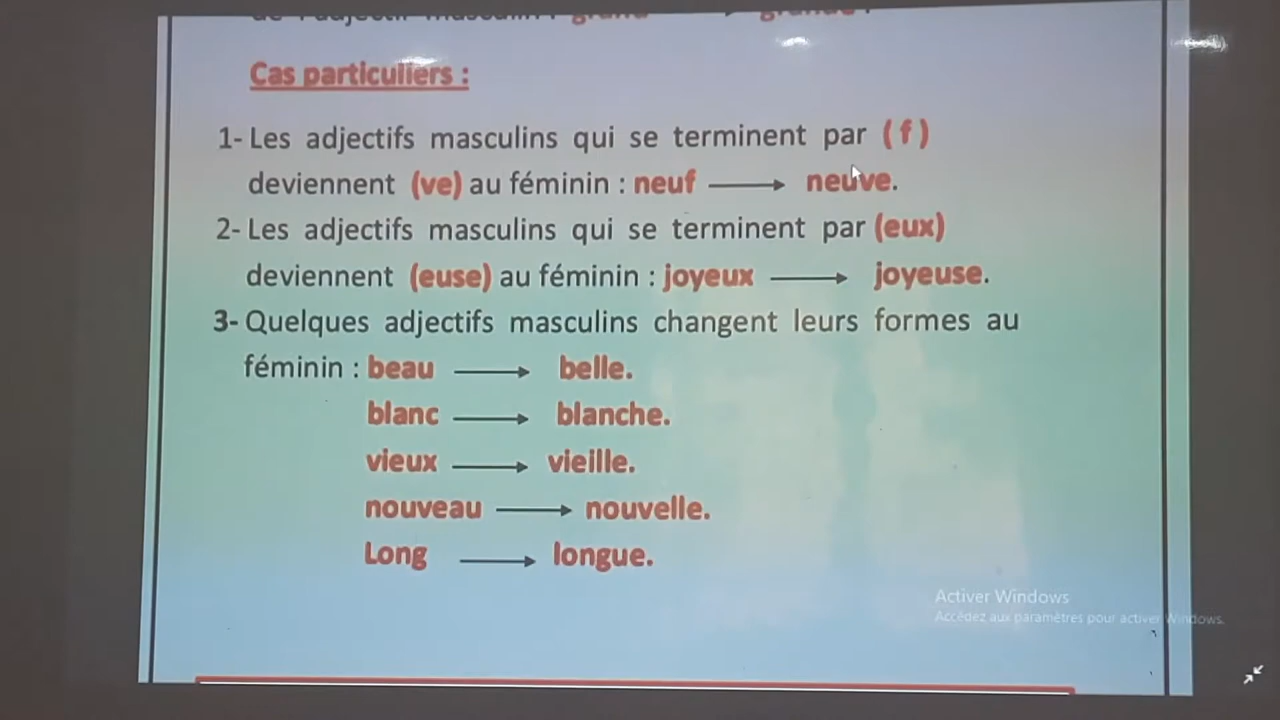 Cas particuliers :
1- Les adjectifs masculins qui se terminent par ( f )
deviennent (ve) au féminin : neuf → neuve.
2- Les adjectifs masculins qui se terminent par (eux)
deviennent (euse) au féminin : joyeux → joyeuse.
3- Quelques adjectifs masculins changent leurs formes au
féminin : beau → belle.
blanc → blanche.
vieux → vieille.
nouveau → nouvelle.
Long → longue.
Activer Windows
Accédez aux paramètres pour activer Windows.